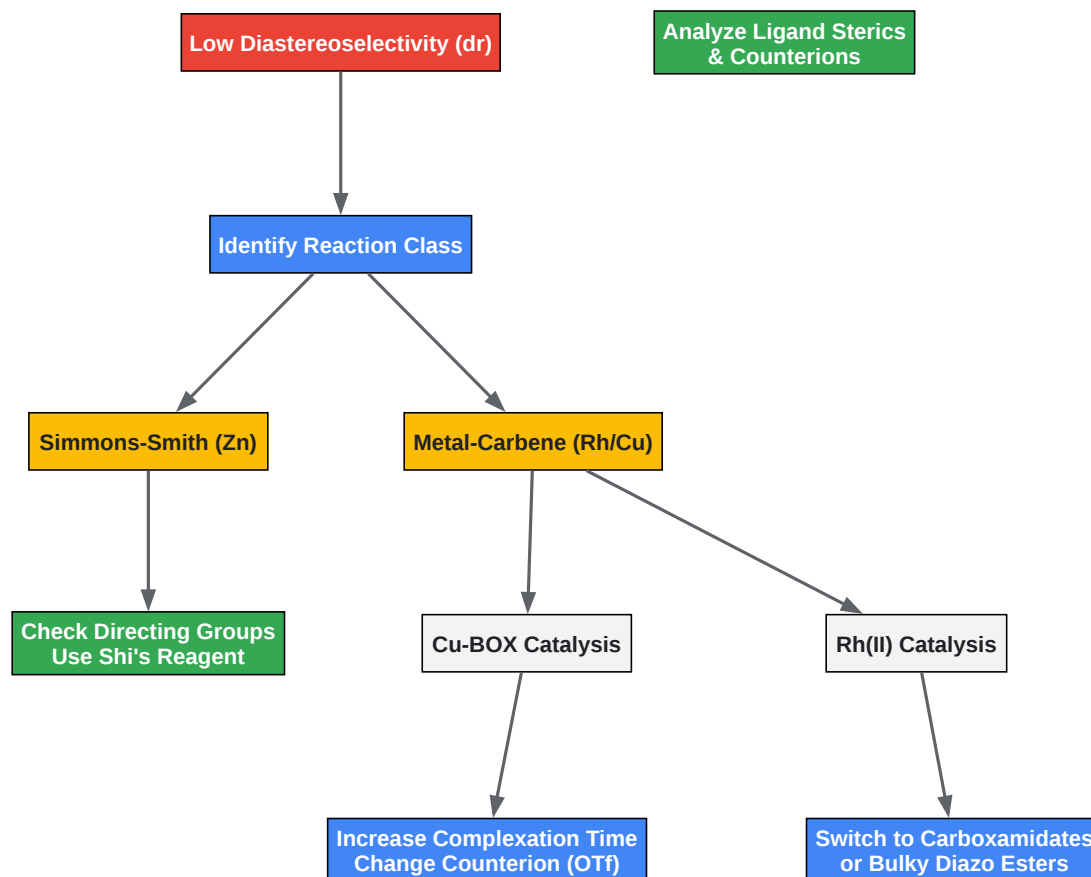 Low Diastereoselectivity (dr)
Analyze Ligand Sterics
& Counterions
Identify Reaction Class
Simmons-Smith (Zn)
Metal-Carbene (Rh/Cu)
Check Directing Groups
Use Shi's Reagent
Cu-BOX Catalysis
Rh(II) Catalysis
Increase Complexation Time
Change Counterion (OTf)
Switch to Carboxamidates
or Bulky Diazo Esters